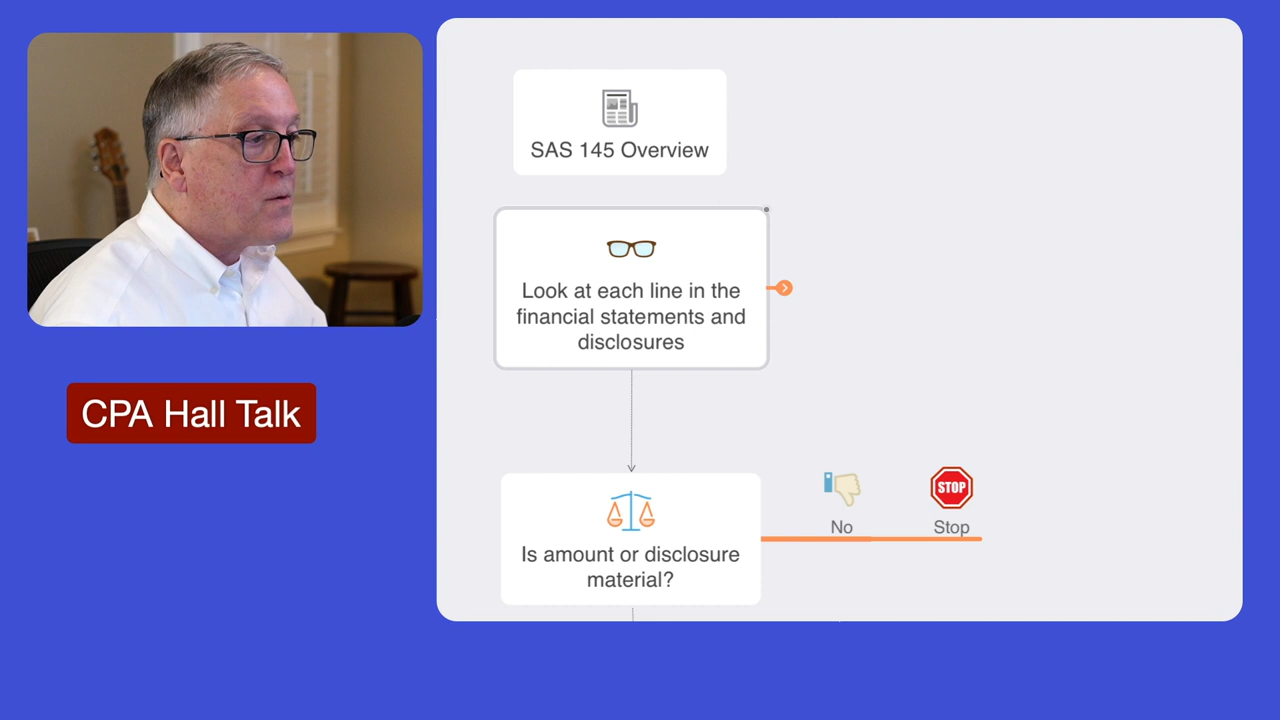 SAS 145 Overview
Look at each line in the
financial statements and
disclosures
CPA Hall Talk
STOP
No
Stop
Is amount or disclosure
material?